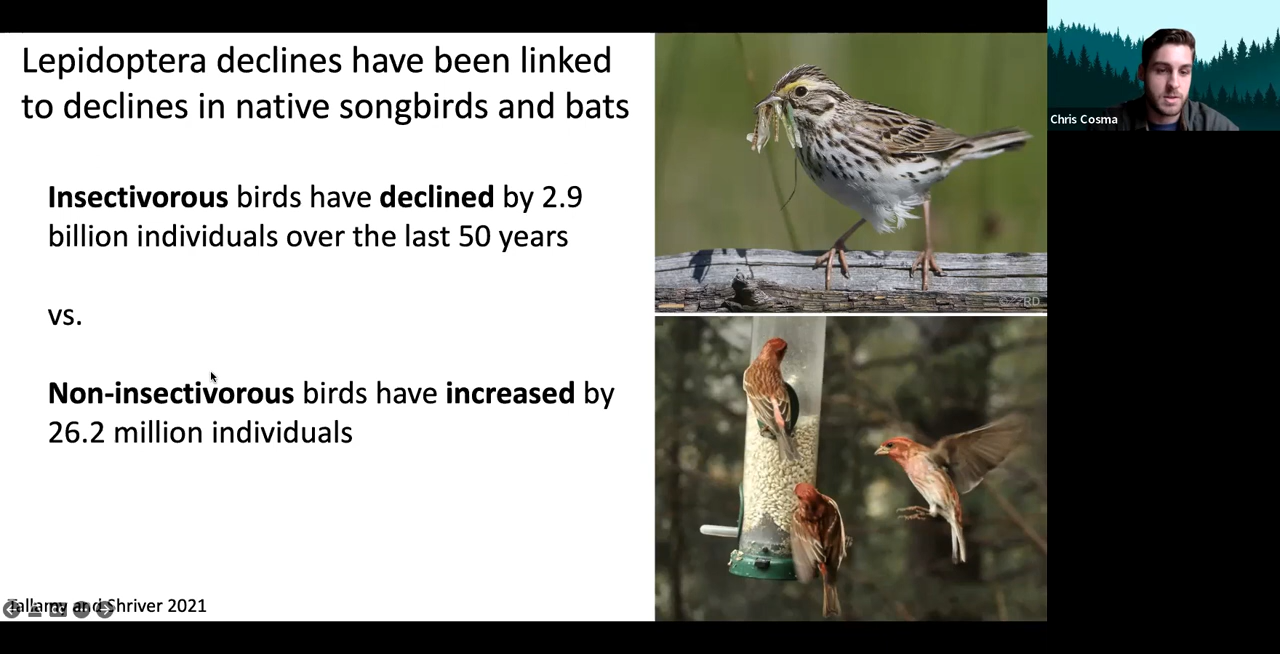 Lepidoptera declines have been linked
to declines in native songbirds and bats
Insectivorous birds have declined by 2.9
billion individuals over the last 50 years
vs.
Non-insectivorous birds have increased by
26.2 million individuals
Tallamy and Shriver 2021
Chris Cosma